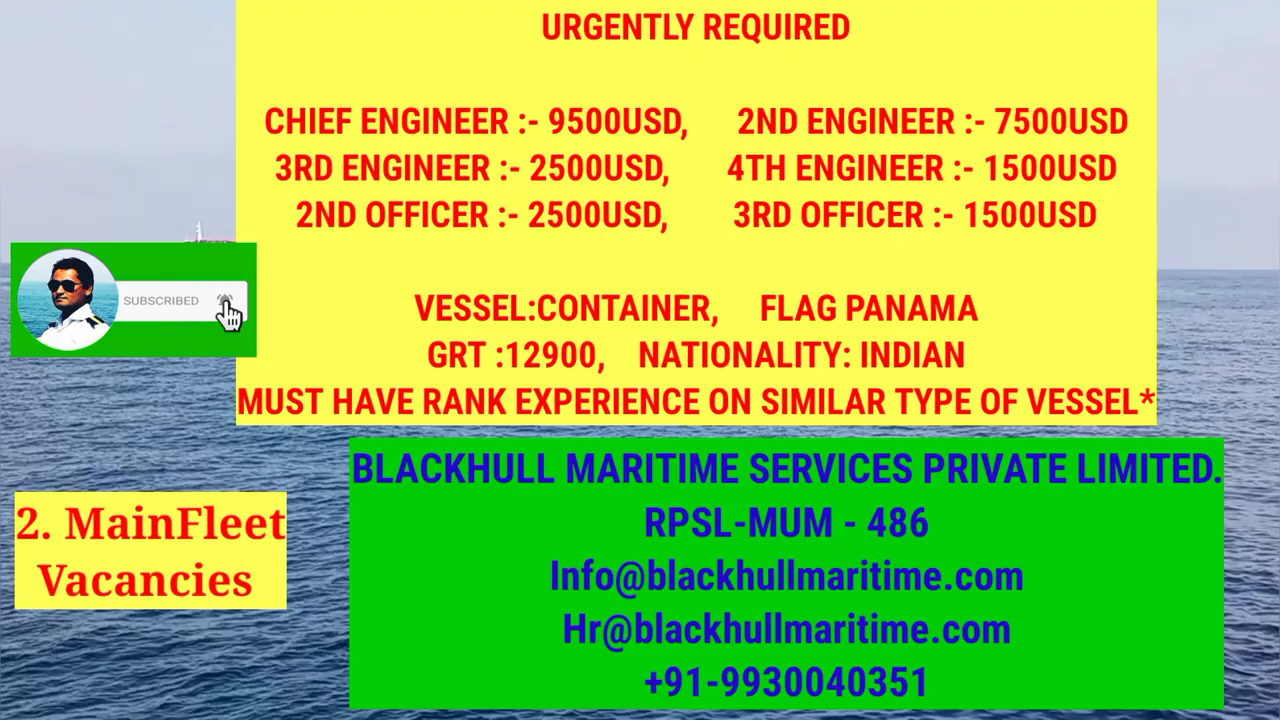 URGENTLY REQUIRED
CHIEF ENGINEER :- 9500USD, 2ND ENGINEER :- 7500USD
3RD ENGINEER :- 2500USD, 4TH ENGINEER :- 1500USD
2ND OFFICER :- 2500USD, 3RD OFFICER :- 1500USD
VESSEL:CONTAINER, FLAG PANAMA
GRT :12900, NATIONALITY: INDIAN
MUST HAVE RANK EXPERIENCE ON SIMILAR TYPE OF VESSEL*
SUBSCRIBED
2. MainFleet
Vacancies
BLACKHULL MARITIME SERVICES PRIVATE LIMITED.
RPSL-MUM - 486
Info@blackhullmaritime.com
Hr@blackhullmaritime.com
+91-9930040351